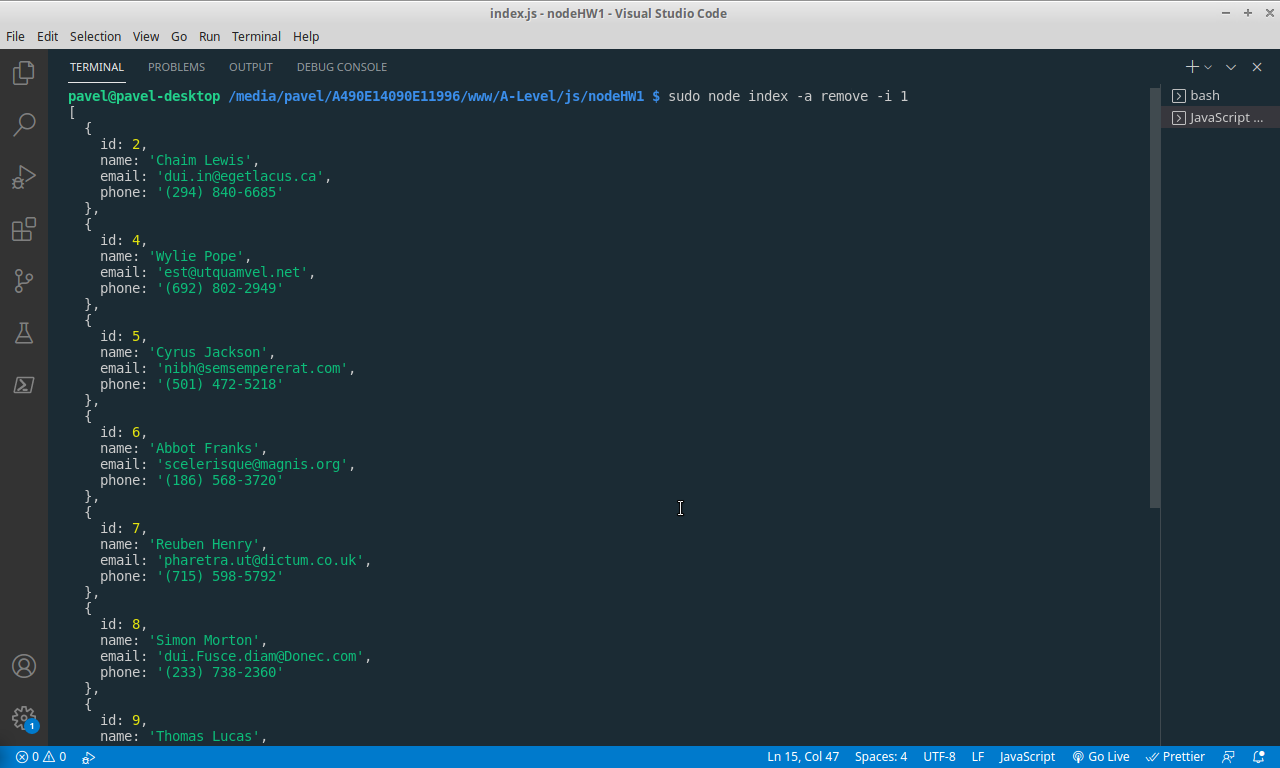 index.js - nodeHW1 - Visual Studio Code
File Edit Selection View Go Run Terminal Help
TERMINAL PROBLEMS OUTPUT DEBUG CONSOLE
pavel@pavel-desktop /media/pavel/A490E14090E11996/www/A-Level/js/nodeHW1 $ sudo node index -a remove -i 1
[
  {
    id: 2,
    name: 'Chaim Lewis',
    email: 'dui.in@egetlacus.ca',
    phone: '(294) 840-6685'
  },
  {
    id: 4,
    name: 'Wylie Pope',
    email: 'est@utquamvel.net',
    phone: '(692) 802-2949'
  },
  {
    id: 5,
    name: 'Cyrus Jackson',
    email: 'nibh@semsempererat.com',
    phone: '(501) 472-5218'
  },
  {
    id: 6,
    name: 'Abbot Franks',
    email: 'scelerisque@magnis.org',
    phone: '(186) 568-3720'
  },
  {
    id: 7,
    name: 'Reuben Henry',
    email: 'pharetra.ut@dictum.co.uk',
    phone: '(715) 598-5792'
  },
  {
    id: 8,
    name: 'Simon Morton',
    email: 'dui.Fusce.diam@Donec.com',
    phone: '(233) 738-2360'
  },
  {
    id: 9,
    name: 'Thomas Lucas',
bash
JavaScript ...
1
0 0 Ln 15, Col 47 Spaces: 4 UTF-8 LF JavaScript Go Live Prettier